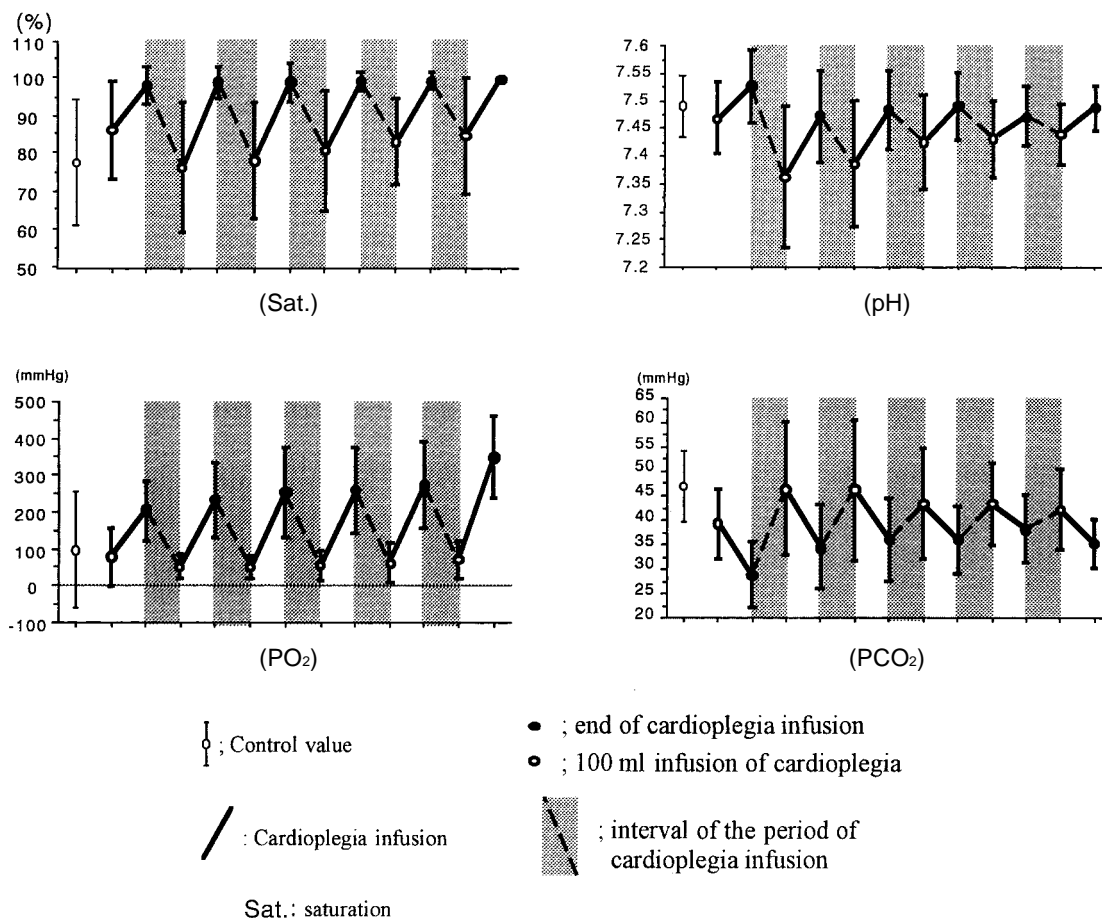 (%)
110
100
90
80
70
60
50
(Sat.)
7.6
7.55
7.5
7.45
7.4
7.35
7.3
7.25
7.2
(pH)
(mmHg)
500
400
300
200
100
0
-100
(PO2)
(mmHg)
65
60
55
50
45
40
35
30
25
20
(PCO2)
; Control value
; end of cardioplegia infusion
; 100 ml infusion of cardioplegia
: Cardioplegia infusion
; interval of the period of
cardioplegia infusion
Sat.: saturation